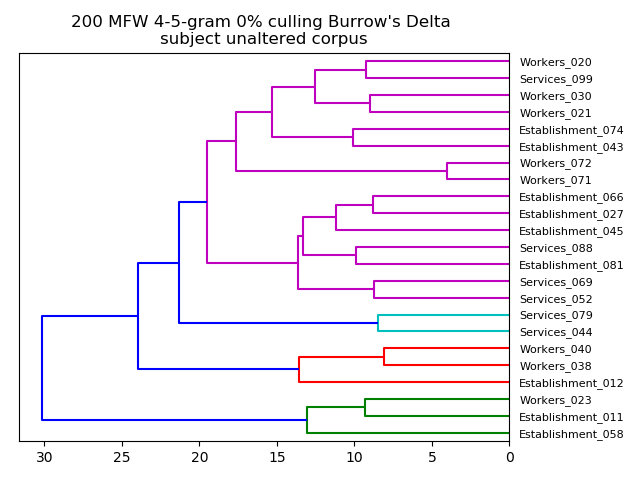 200 MFW 4-5-gram 0% culling Burrow's Delta
subject unaltered corpus
Workers_020
Services_099
Workers_030
Workers_021
Establishment_074
Establishment_043
Workers_072
Workers_071
Establishment_066
Establishment_027
Establishment_045
Services_088
Establishment_081
Services_069
Services_052
Services_079
Services_044
Workers_040
Workers_038
Establishment_012
Workers_023
Establishment_011
Establishment_058
30 25 20 15 10 5 0